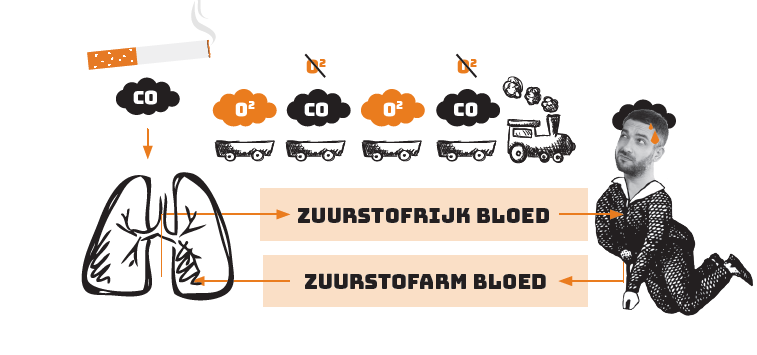 O² O²
CO O² CO O² CO
ZUURSTOFRIJK BLOED
ZUURSTOFARM BLOED